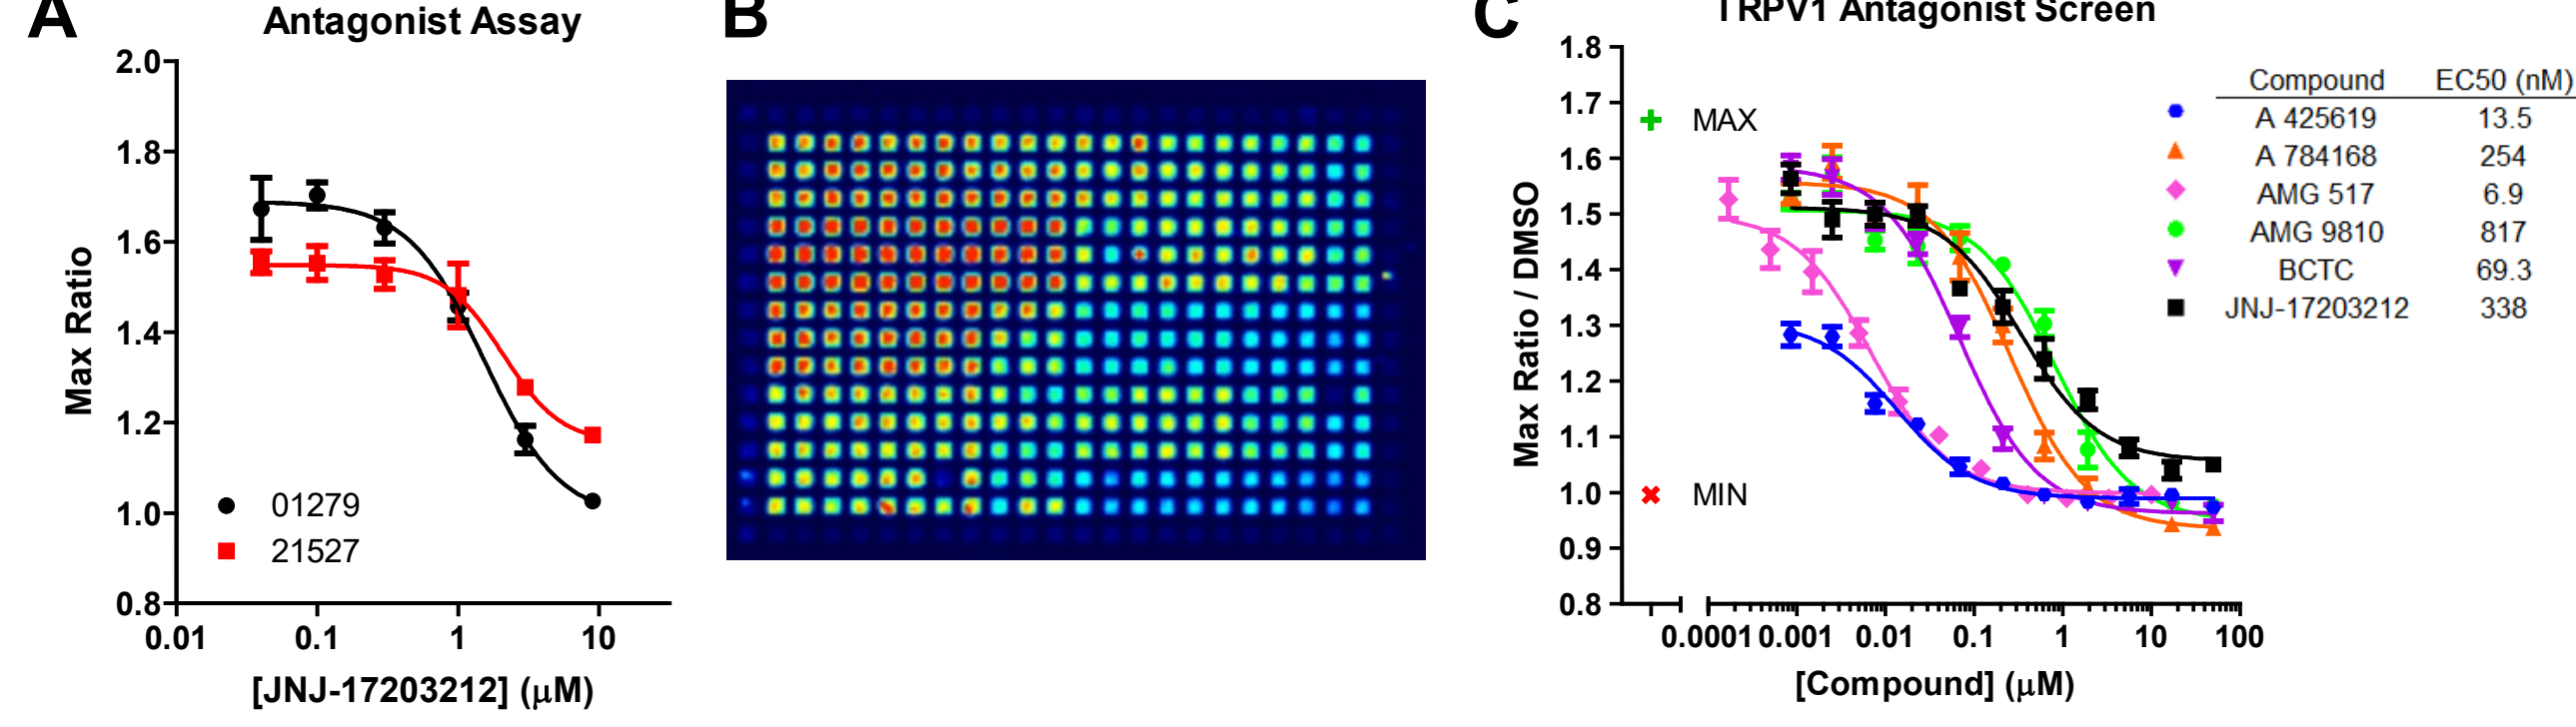 A
Antagonist Assay
2.0
1.8
1.6
1.4
1.2
1.0
0.8
Max Ratio
01279
21527
0.01 0.1 1 10
[JNJ-17203212] (μM)
B
C
TRPV1 Antagonist Screen
1.8
1.7
1.6
1.5
1.4
1.3
1.2
1.1
1.0
0.9
0.8
Max Ratio / DMSO
MAX
MIN
0.0001 0.001 0.01 0.1 1 10 100
[Compound] (μM)
Compound EC50 (nM)
A 425619 13.5
A 784168 254
AMG 517 6.9
AMG 9810 817
BCTC 69.3
JNJ-17203212 338